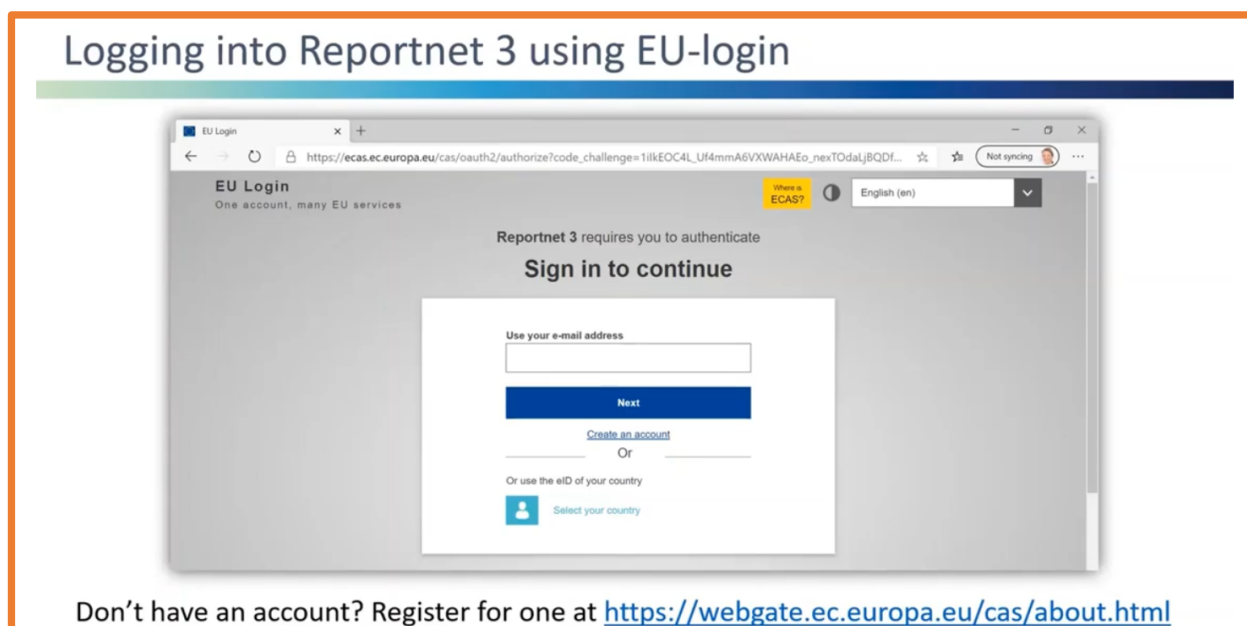 Logging into Reportnet 3 using EU-login
EU Login
https://ecas.ec.europa.eu/cas/oauth2/authorize?code_challenge=1iIkEOC4L_Uf4mmA6VXWAHAEo_nexTOdaLjBQDf...
Not syncing
EU Login
One account, many EU services
Where is
ECAS?
English (en)
Reportnet 3 requires you to authenticate
Sign in to continue
Use your e-mail address
Next
Create an account
Or
Or use the eID of your country
Select your country
Don't have an account? Register for one at https://webgate.ec.europa.eu/cas/about.html